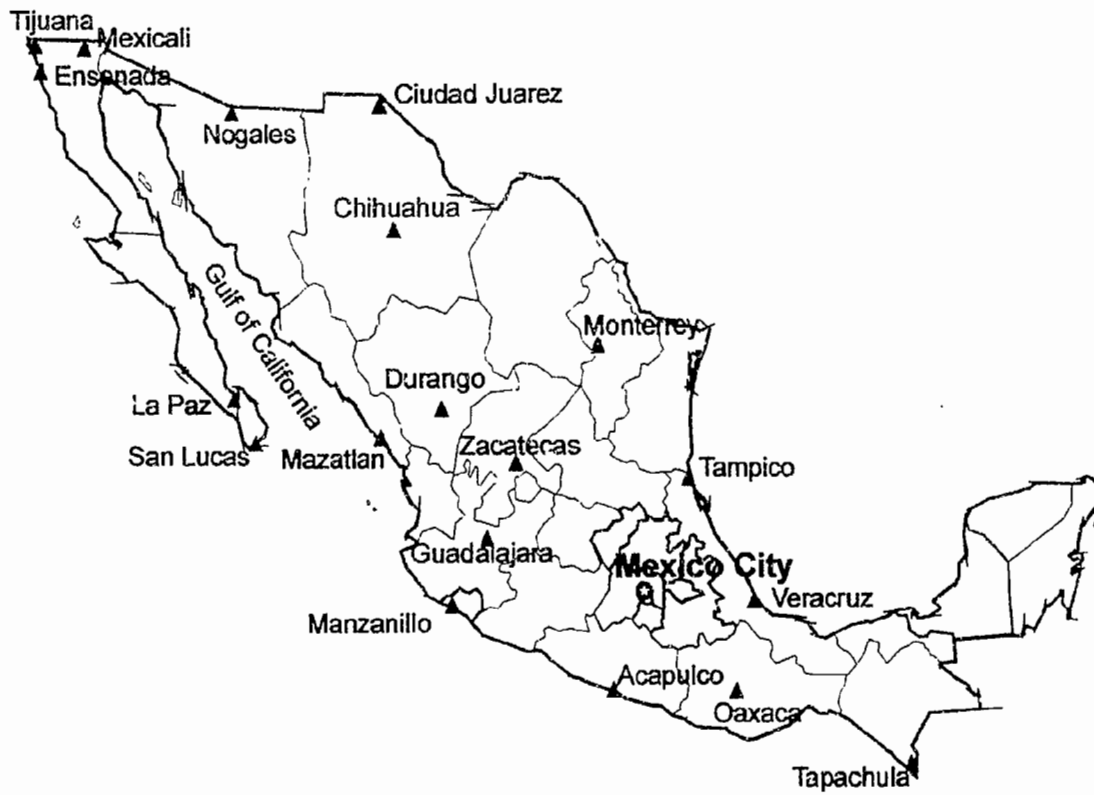 Tijuana
Mexicali
Ensenada
Ciudad Juarez
Nogales
Chihuahua
Gulf of California
Monterrey
Durango
La Paz
San Lucas
Mazatlan
Zacatecas
Tampico
Guadalajara
Mexico City
Veracruz
Manzanillo
Acapulco
Oaxaca
Tapachula